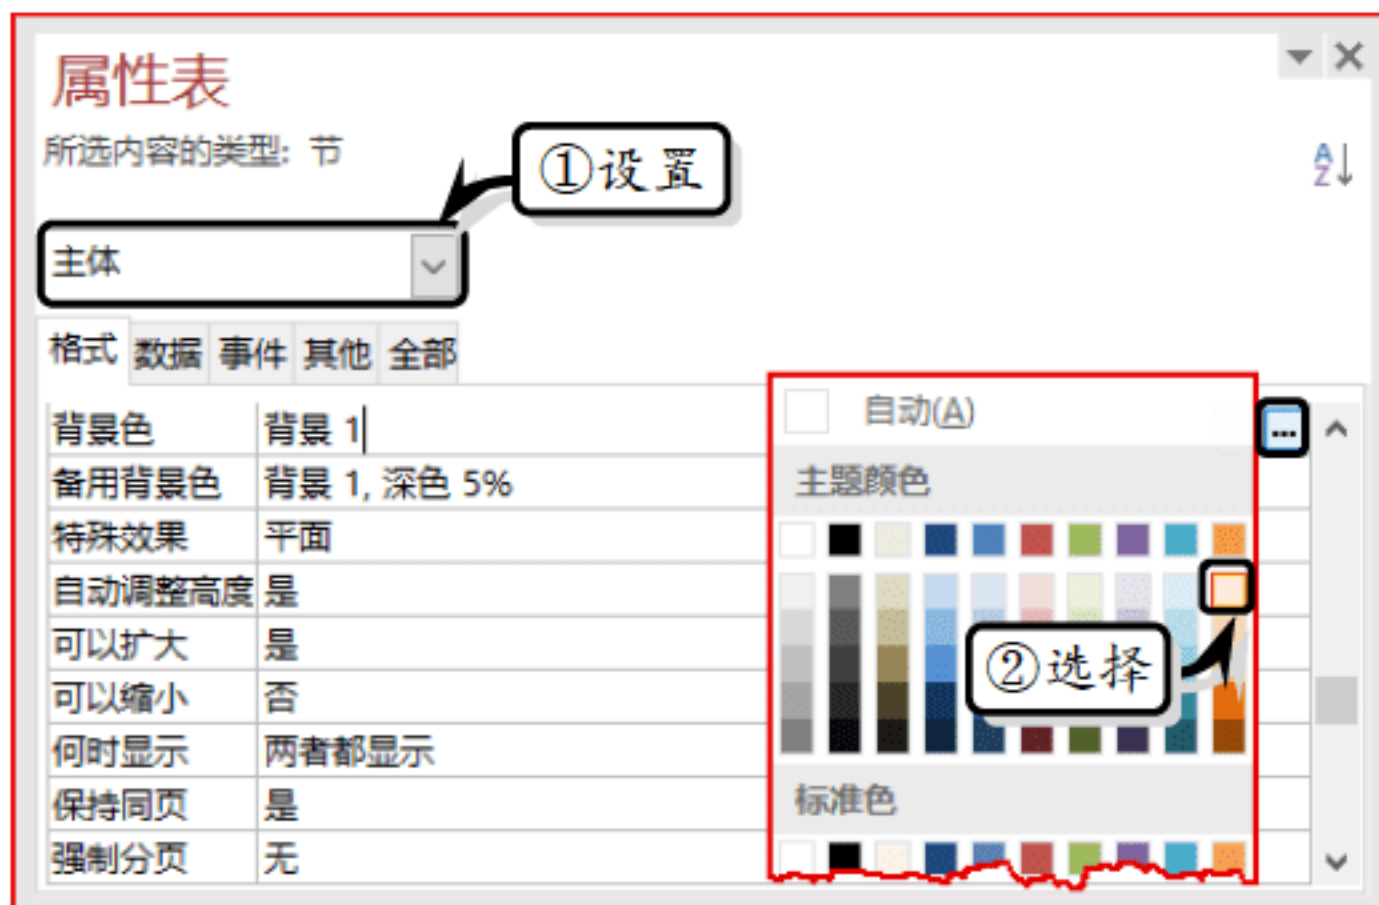 属性表
所选内容的类型: 节
①设置
主体
格式 数据 事件 其他 全部
背景色 背景 1
备用背景色 背景 1, 深色 5%
特殊效果 平面
自动调整高度 是
可以扩大 是
可以缩小 否
何时显示 两者都显示
保持同页 是
强制分页 无
自动(A)
主题颜色
②选择
标准色